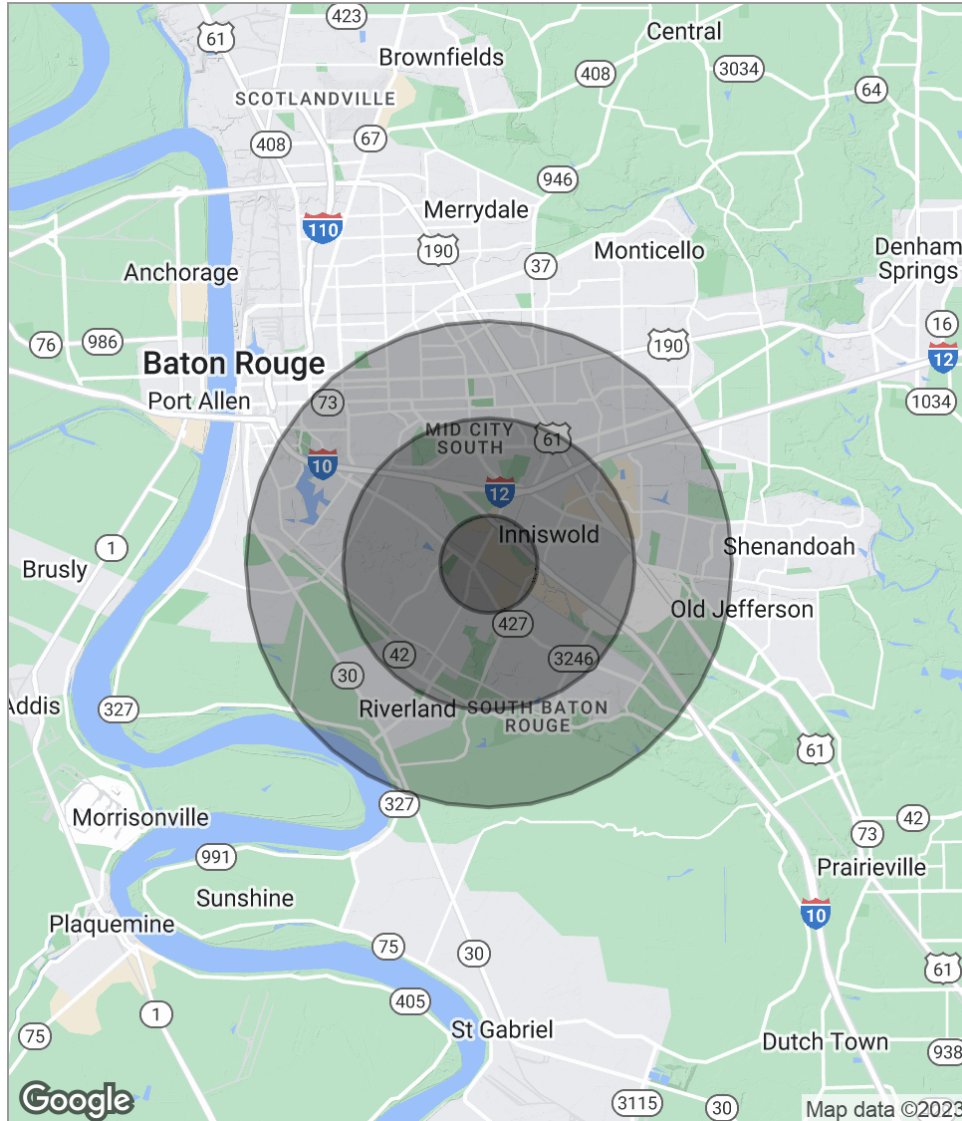 423
61
Central
Brownfields
408
3034
64
SCOTLANDVILLE
408
67
946
Merrydale
110
190
Monticello
Denham
Springs
37
Anchorage
16
76
986
190
12
Baton Rouge
Port Allen
73
1034
MID CITY
SOUTH
61
10
12
Inniswold
Shenandoah
1
Brusly
Old Jefferson
427
42
3246
30
Addis
327
Riverland
SOUTH BATON
ROUGE
61
327
Morrisonville
42
73
991
Prairieville
Sunshine
10
Plaquemine
75
30
61
405
1
St Gabriel
75
Dutch Town
938
Google
3115
30
Map data ©2023